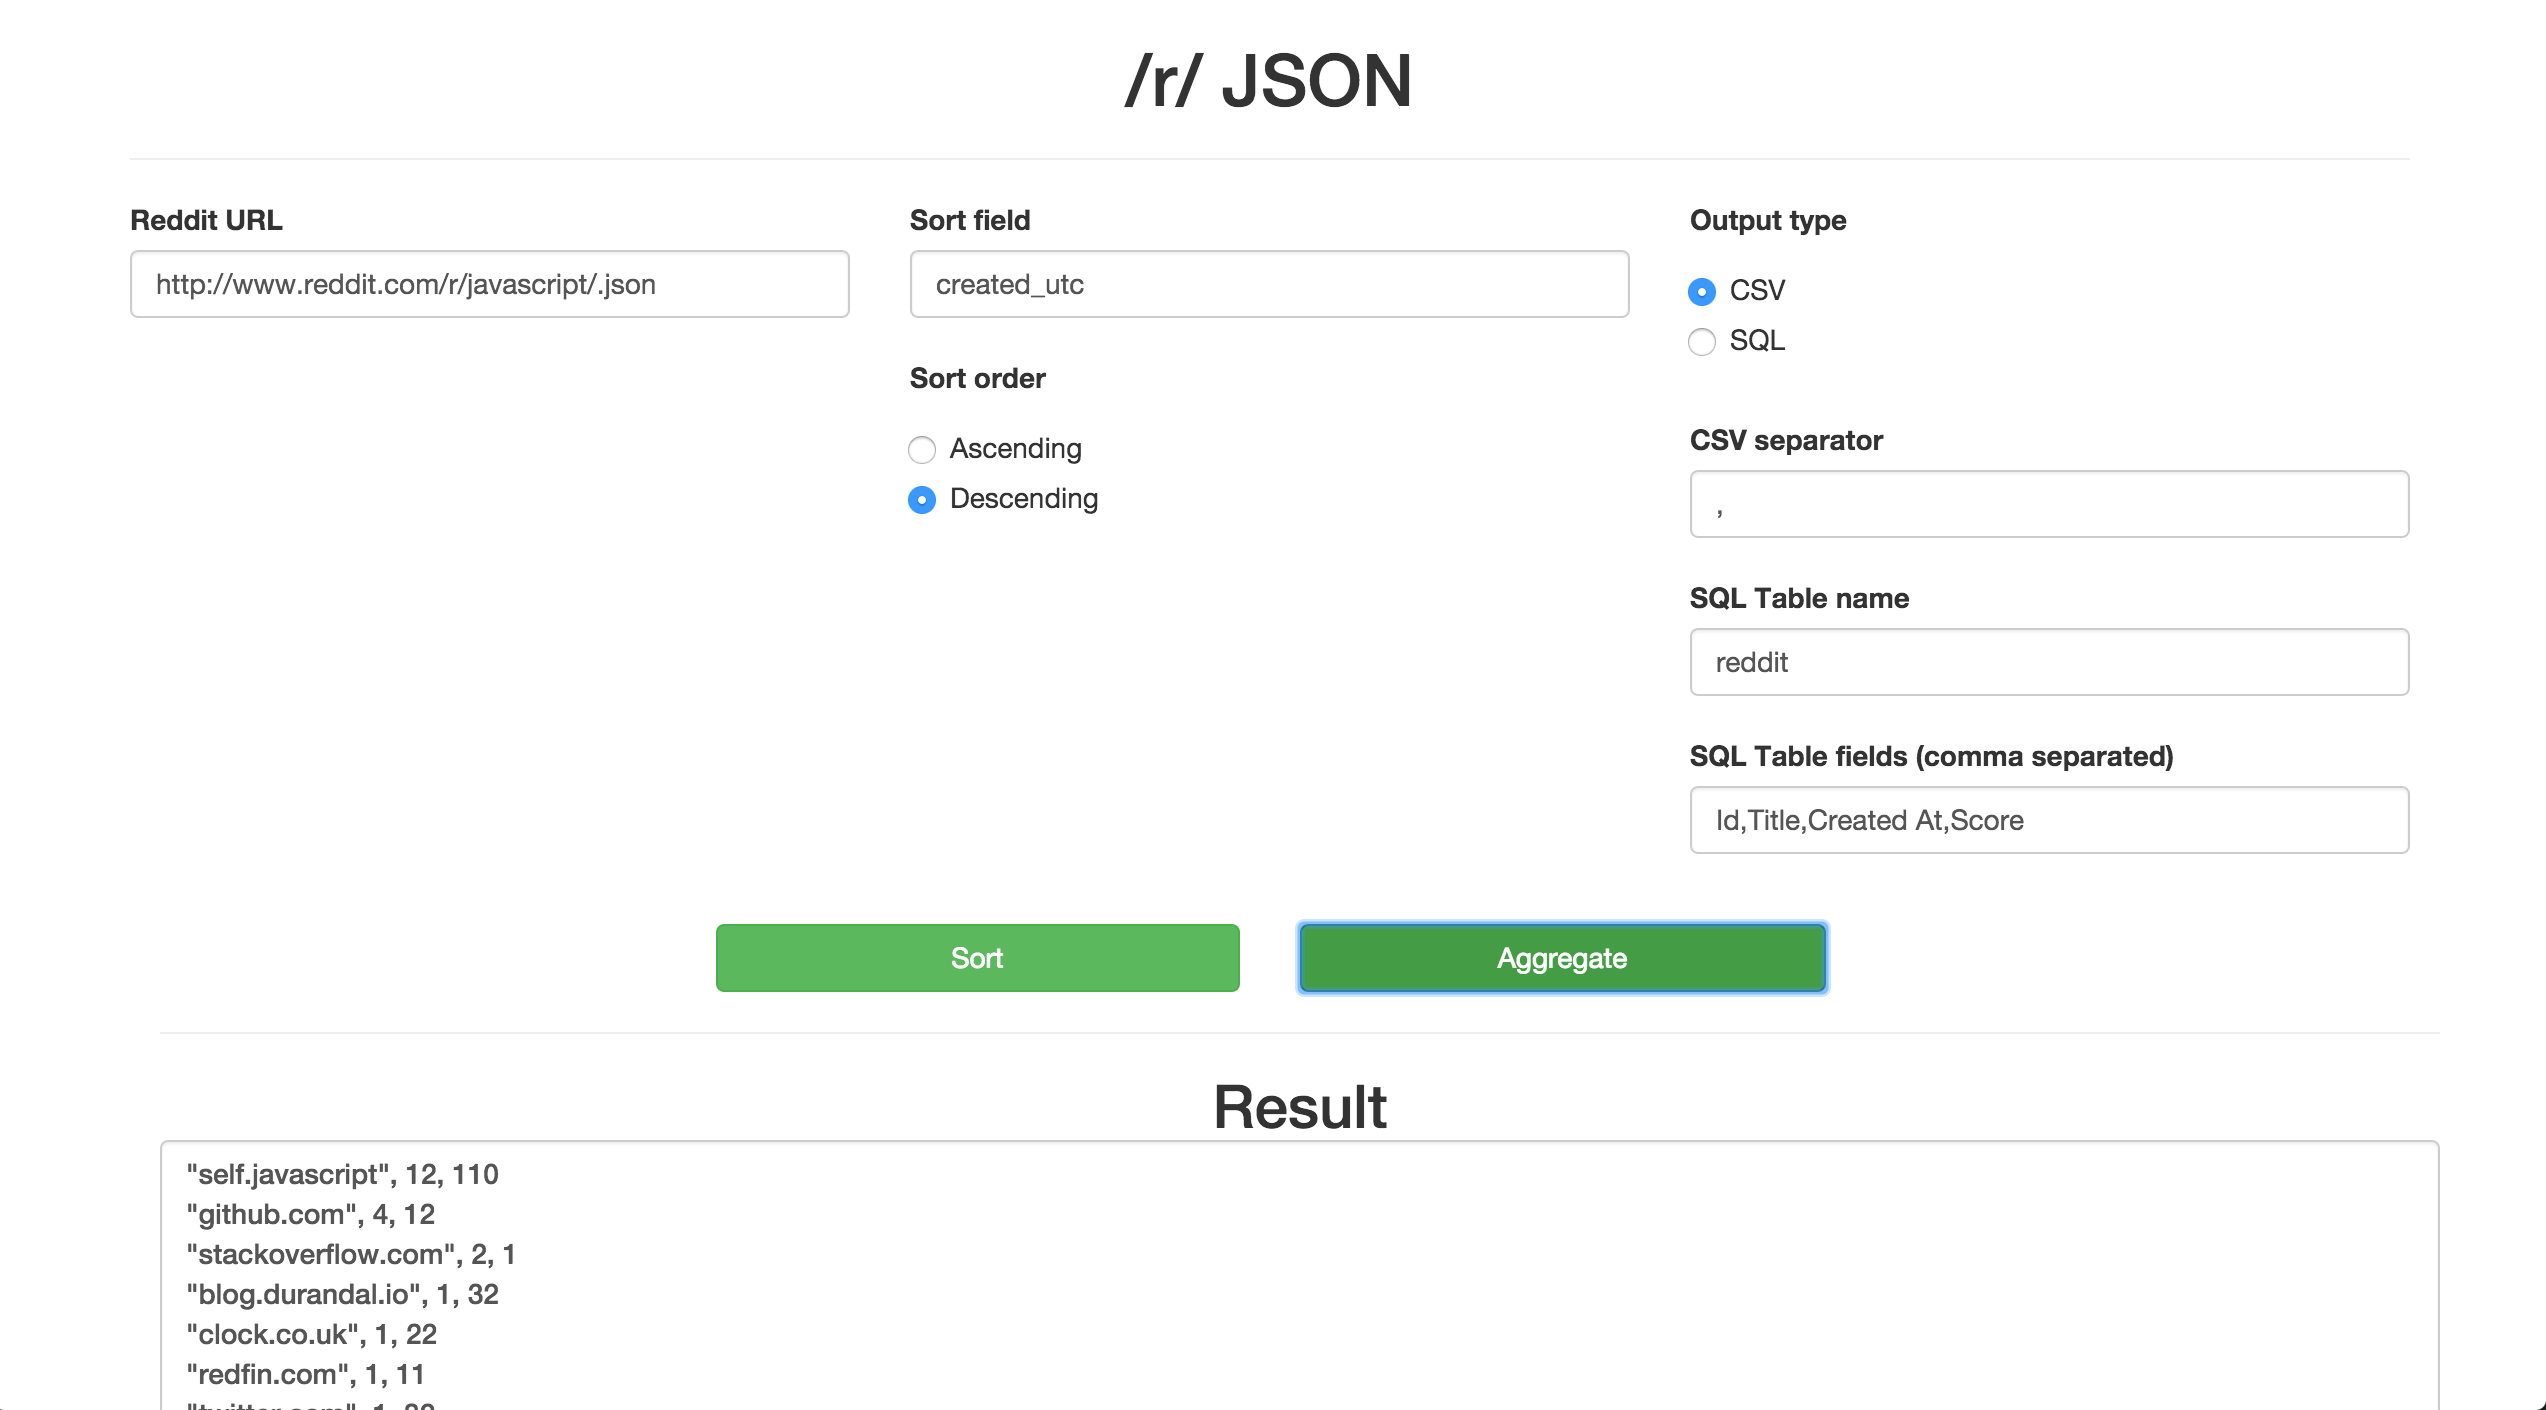 /r/ JSON
Reddit URL
http://www.reddit.com/r/javascript/.json
Sort field
created_utc
Sort order
Ascending
Descending
Output type
CSV
SQL
CSV separator
,
SQL Table name
reddit
SQL Table fields (comma separated)
Id,Title,Created At,Score
Sort
Aggregate
Result
"self.javascript", 12, 110
"github.com", 4, 12
"stackoverflow.com", 2, 1
"blog.durandal.io", 1, 32
"clock.co.uk", 1, 22
"redfin.com", 1, 11